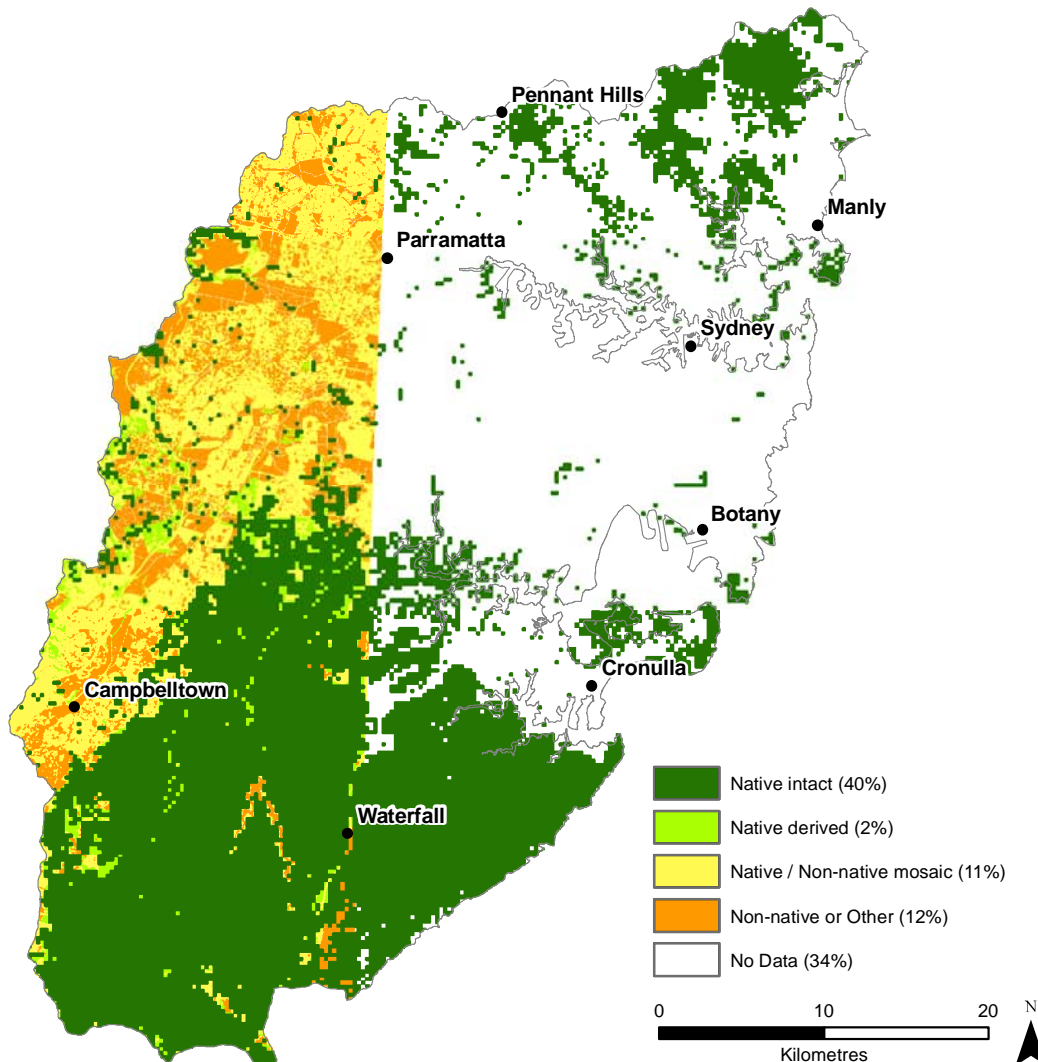 Pennant Hills
Manly
Parramatta
Sydney
Botany
Cronulla
Campbelltown
Waterfall
Native intact (40%)
Native derived (2%)
Native / Non-native mosaic (11%)
Non-native or Other (12%)
No Data (34%)
0 10 20
Kilometres
N